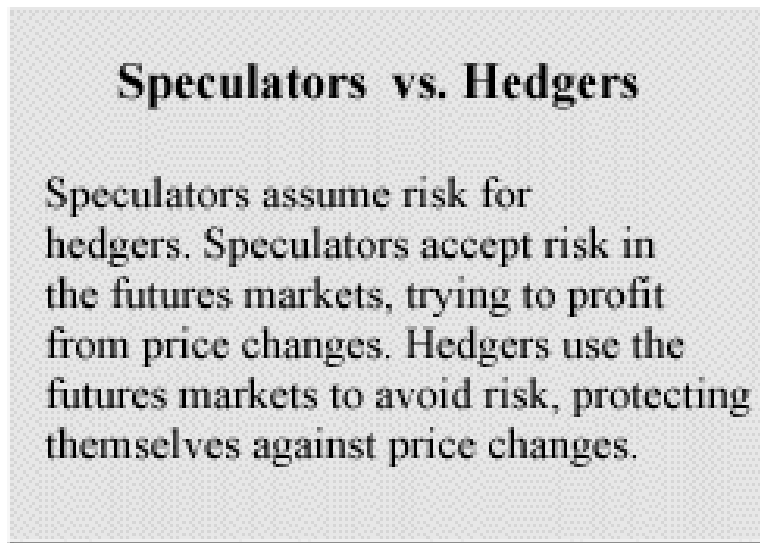 Speculators vs. Hedgers
Speculators assume risk for
hedgers. Speculators accept risk in
the futures markets, trying to profit
from price changes. Hedgers use the
futures markets to avoid risk, protecting
themselves against price changes.